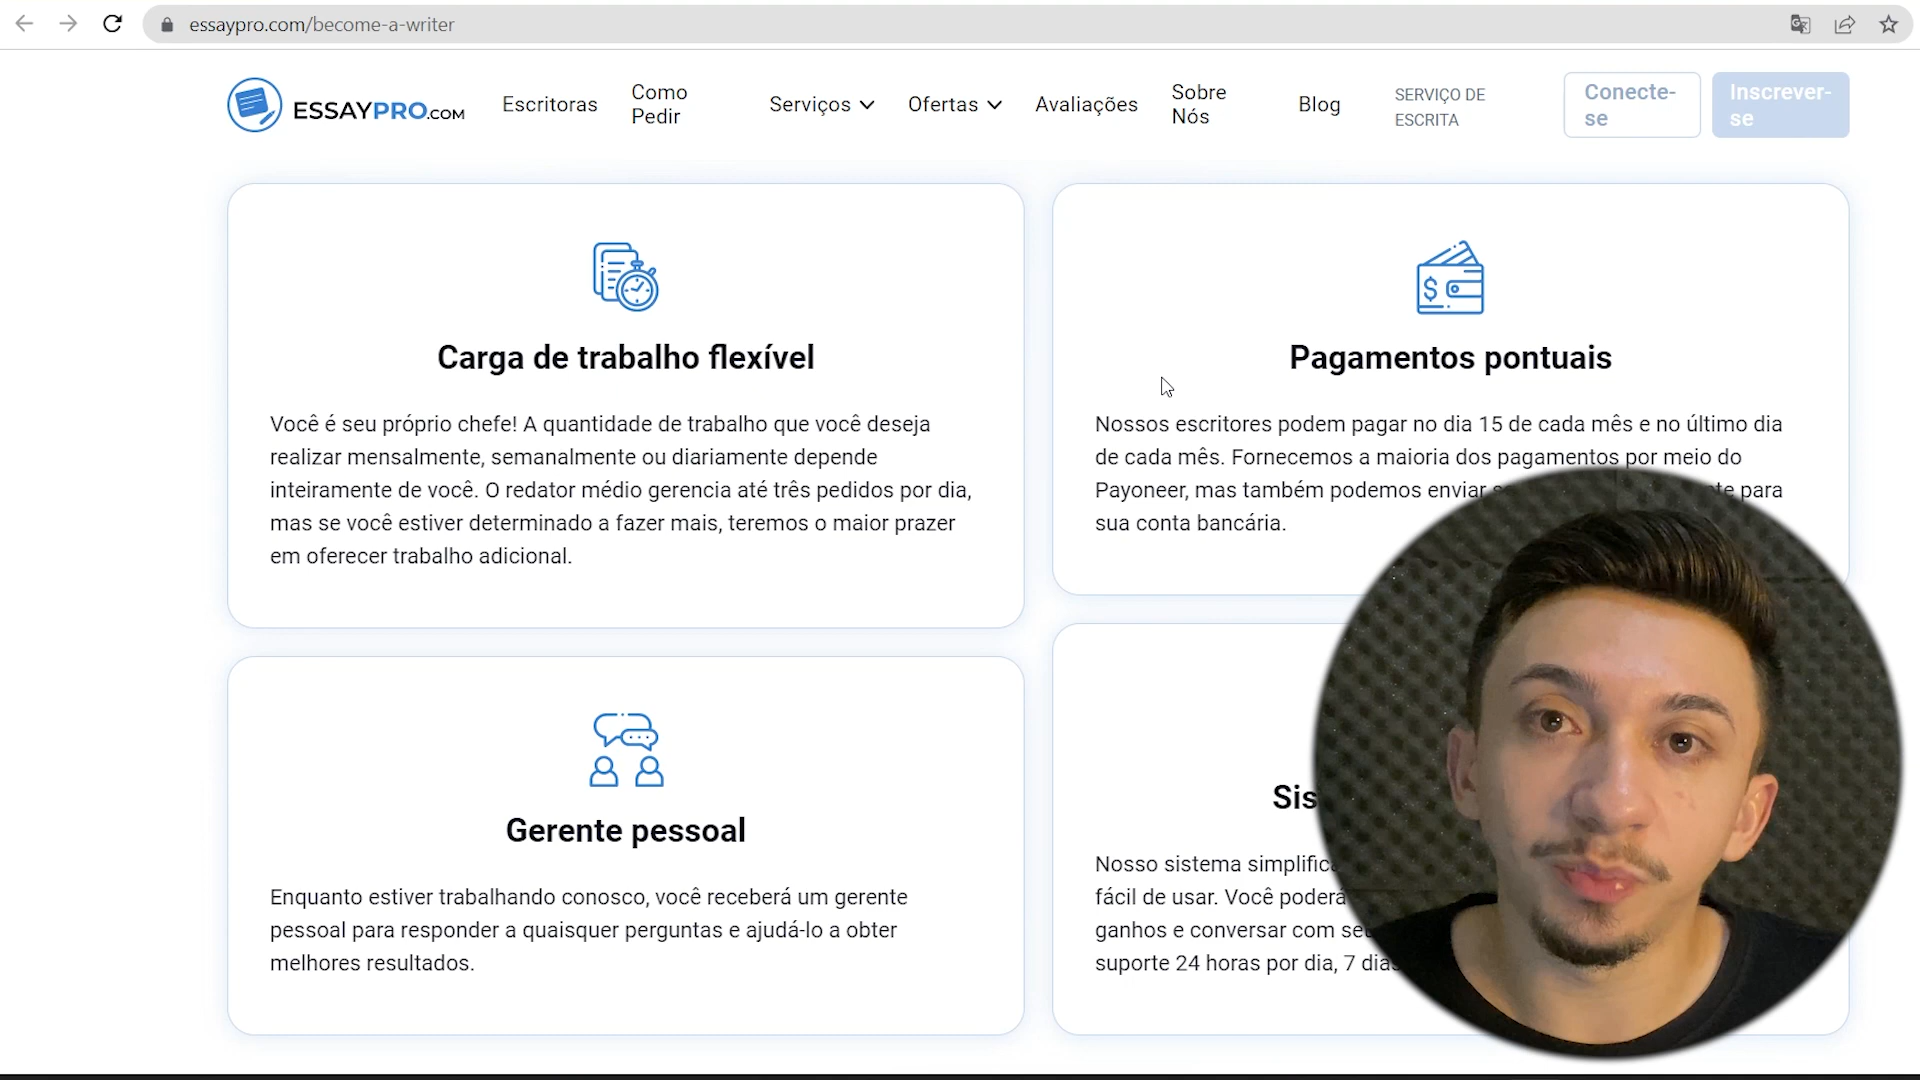 essaypro.com/become-a-writer
ESSAYPRO.COM
Escritoras
Como
Pedir
Serviços
Ofertas
Avaliações
Sobre
Nós
Blog
SERVIÇO DE
ESCRITA
Conecte-
se
Inscrever-
se
Carga de trabalho flexível
Você é seu próprio chefe! A quantidade de trabalho que você deseja
realizar mensalmente, semanalmente ou diariamente depende
inteiramente de você. O redator médio gerencia até três pedidos por dia,
mas se você estiver determinado a fazer mais, teremos o maior prazer
em oferecer trabalho adicional.
Pagamentos pontuais
Nossos escritores podem pagar no dia 15 de cada mês e no último dia
de cada mês. Fornecemos a maioria dos pagamentos por meio do
Payoneer, mas também podemos enviar para
sua conta bancária.
Gerente pessoal
Enquanto estiver trabalhando conosco, você receberá um gerente
pessoal para responder a quaisquer perguntas e ajudá-lo a obter
melhores resultados.
Nosso sistema
fácil de usar. Você poderá
ganhos e conversar com
suporte 24 horas por dia, 7 dias